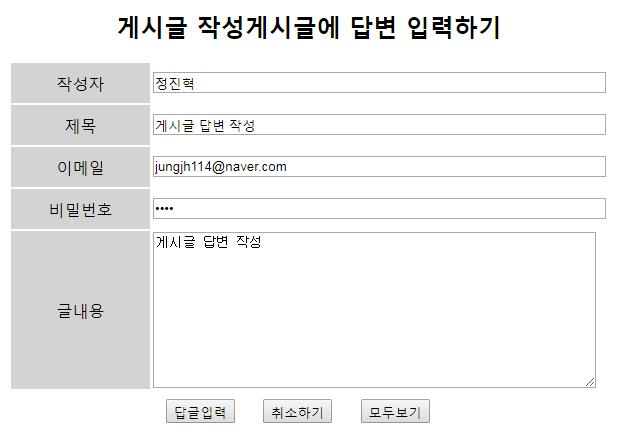 게시글 작성게시글에 답변 입력하기
작성자 정진혁
제목 게시글 답변 작성
이메일 jungjh114@naver.com
비밀번호 ••••
글내용 게시글 답변 작성
답글입력 취소하기 모두보기